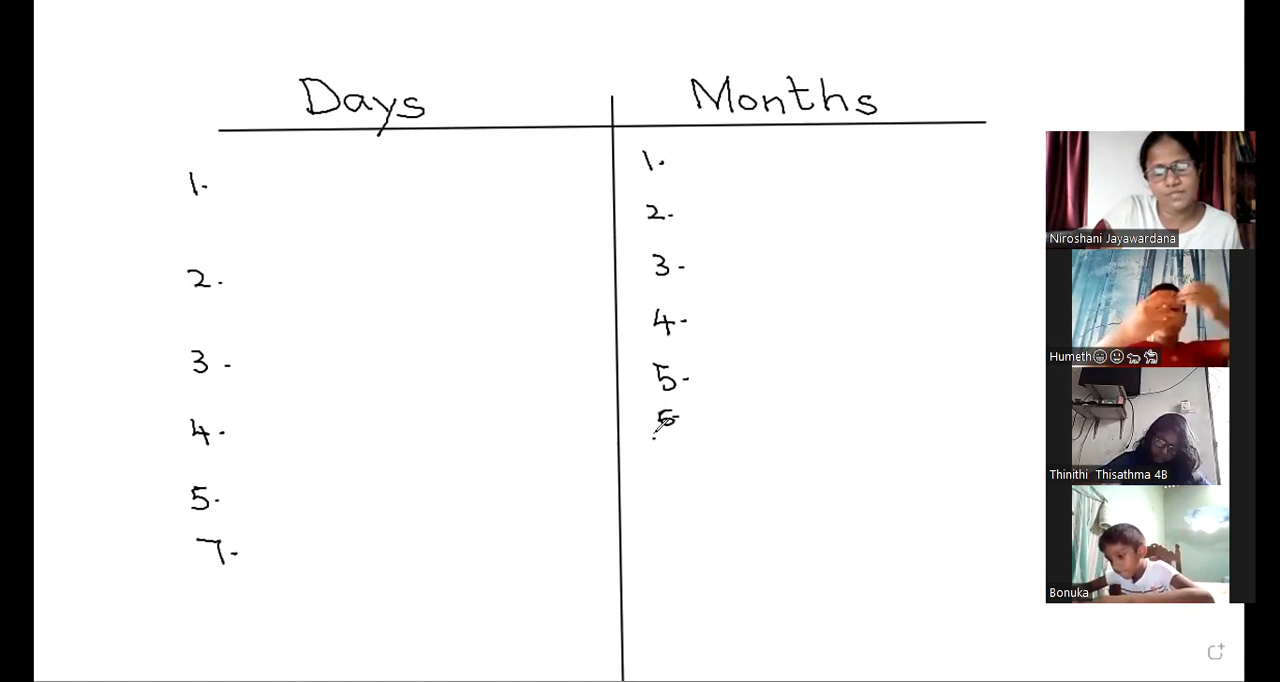 Days Months
1.
2.
3.
4.
5.
7.
1.
2.
3.
4.
5.
5
Niroshani Jayawardana
Humeth😁😃🐂🐏
Thinithi Thisathma 4B
Bonuka